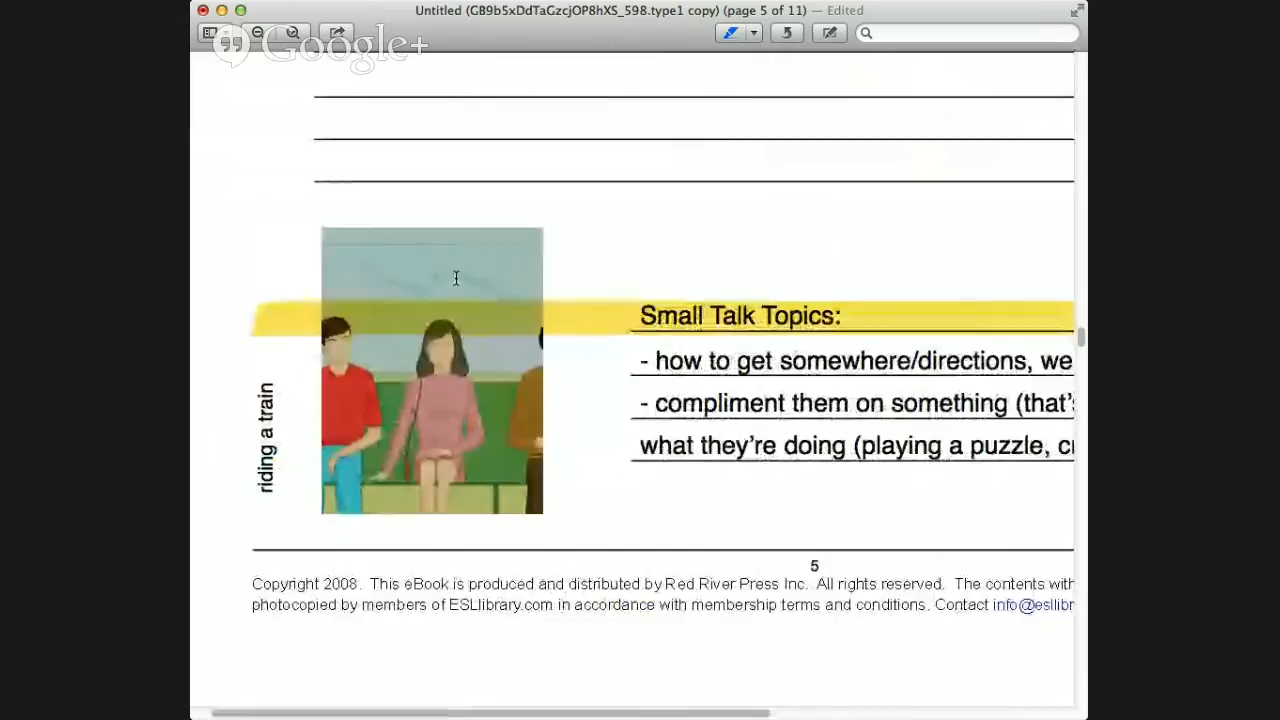 Untitled (GB9b5xDdTaGzcjOP8hXS_598.type1 copy) (page 5 of 11) — Edited
Google+
Small Talk Topics:
- how to get somewhere/directions, we
- compliment them on something (that's
what they're doing (playing a puzzle, cr
riding a train
5
Copyright 2008. This eBook is produced and distributed by Red River Press Inc. All rights reserved. The contents with
photocopied by members of ESLlibrary.com in accordance with membership terms and conditions. Contact info@esllibr